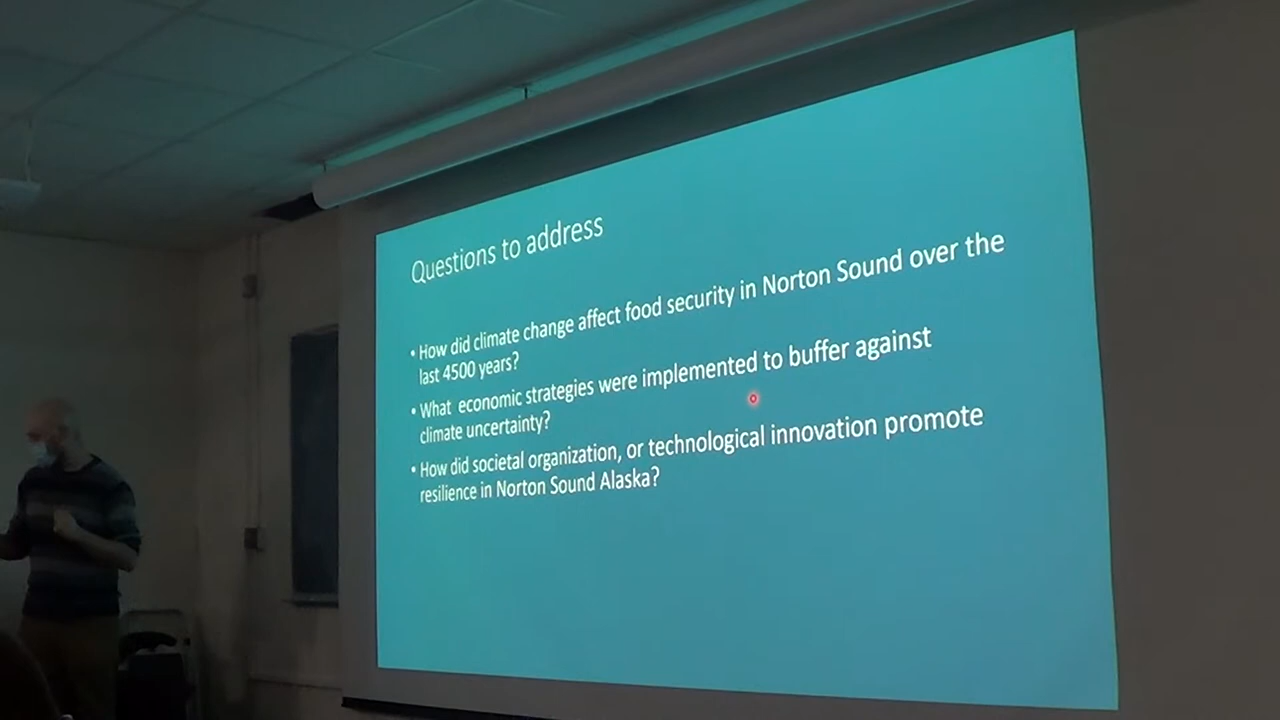 Questions to address
• How did climate change affect food security in Norton Sound over the
last 4500 years?
• What  economic strategies were implemented to buffer against
climate uncertainty?
• How did societal organization, or technological innovation promote
resilience in Norton Sound Alaska?